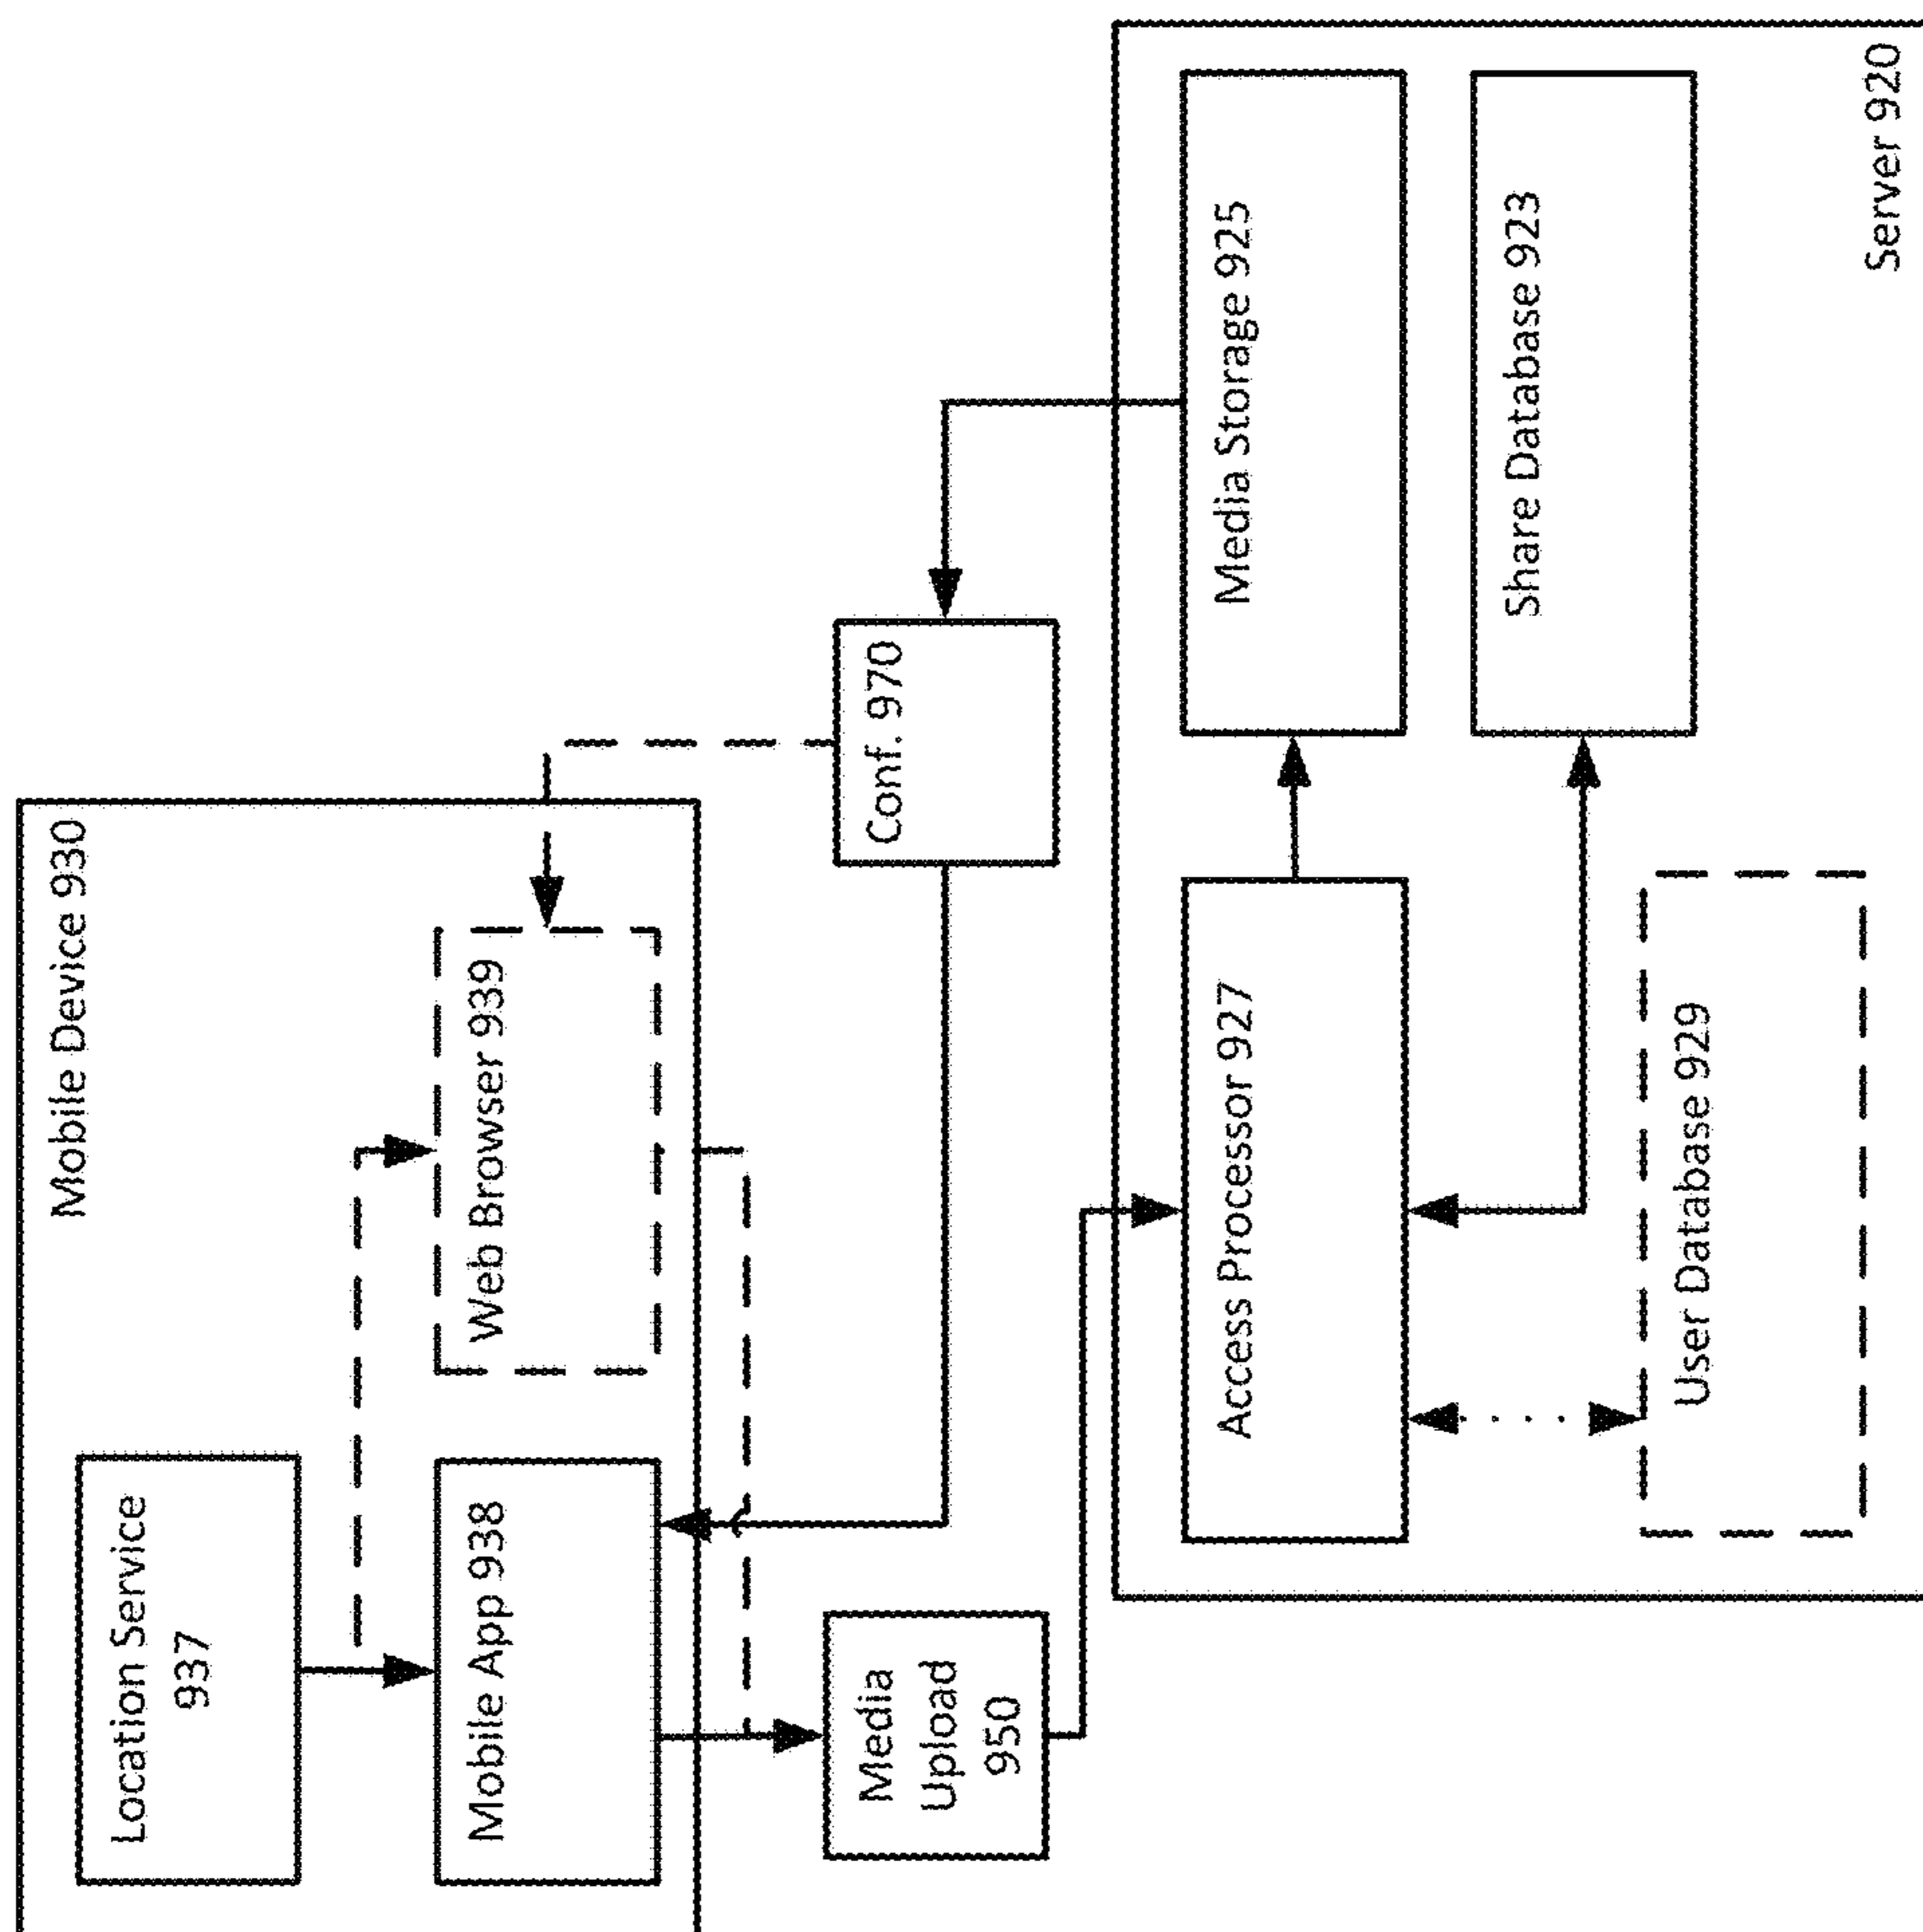 Mobile Device 930
Location Service
937
Mobile App 938
Web Browser 939
Media
Upload
950
Conf. 970
Access Processor 927
Media Storage 925
Share Database 923
User Database 929
Server 920